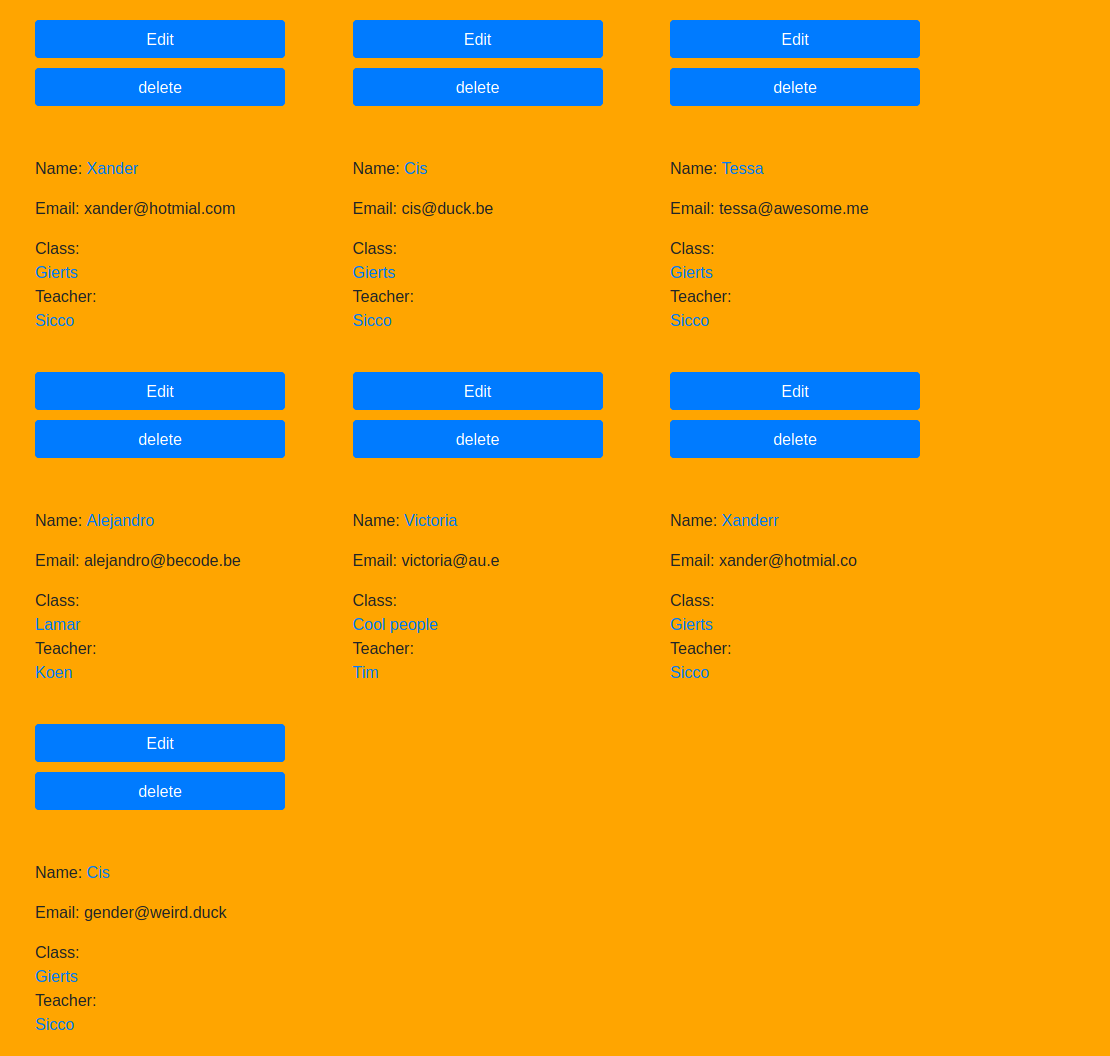 Edit
delete
Name: Xander
Email: xander@hotmial.com
Class:
Gierts
Teacher:
Sicco
Edit
delete
Name: Cis
Email: cis@duck.be
Class:
Gierts
Teacher:
Sicco
Edit
delete
Name: Tessa
Email: tessa@awesome.me
Class:
Gierts
Teacher:
Sicco
Edit
delete
Name: Alejandro
Email: alejandro@becode.be
Class:
Lamar
Teacher:
Koen
Edit
delete
Name: Victoria
Email: victoria@au.e
Class:
Cool people
Teacher:
Tim
Edit
delete
Name: Xanderr
Email: xander@hotmial.co
Class:
Gierts
Teacher:
Sicco
Edit
delete
Name: Cis
Email: gender@weird.duck
Class:
Gierts
Teacher:
Sicco